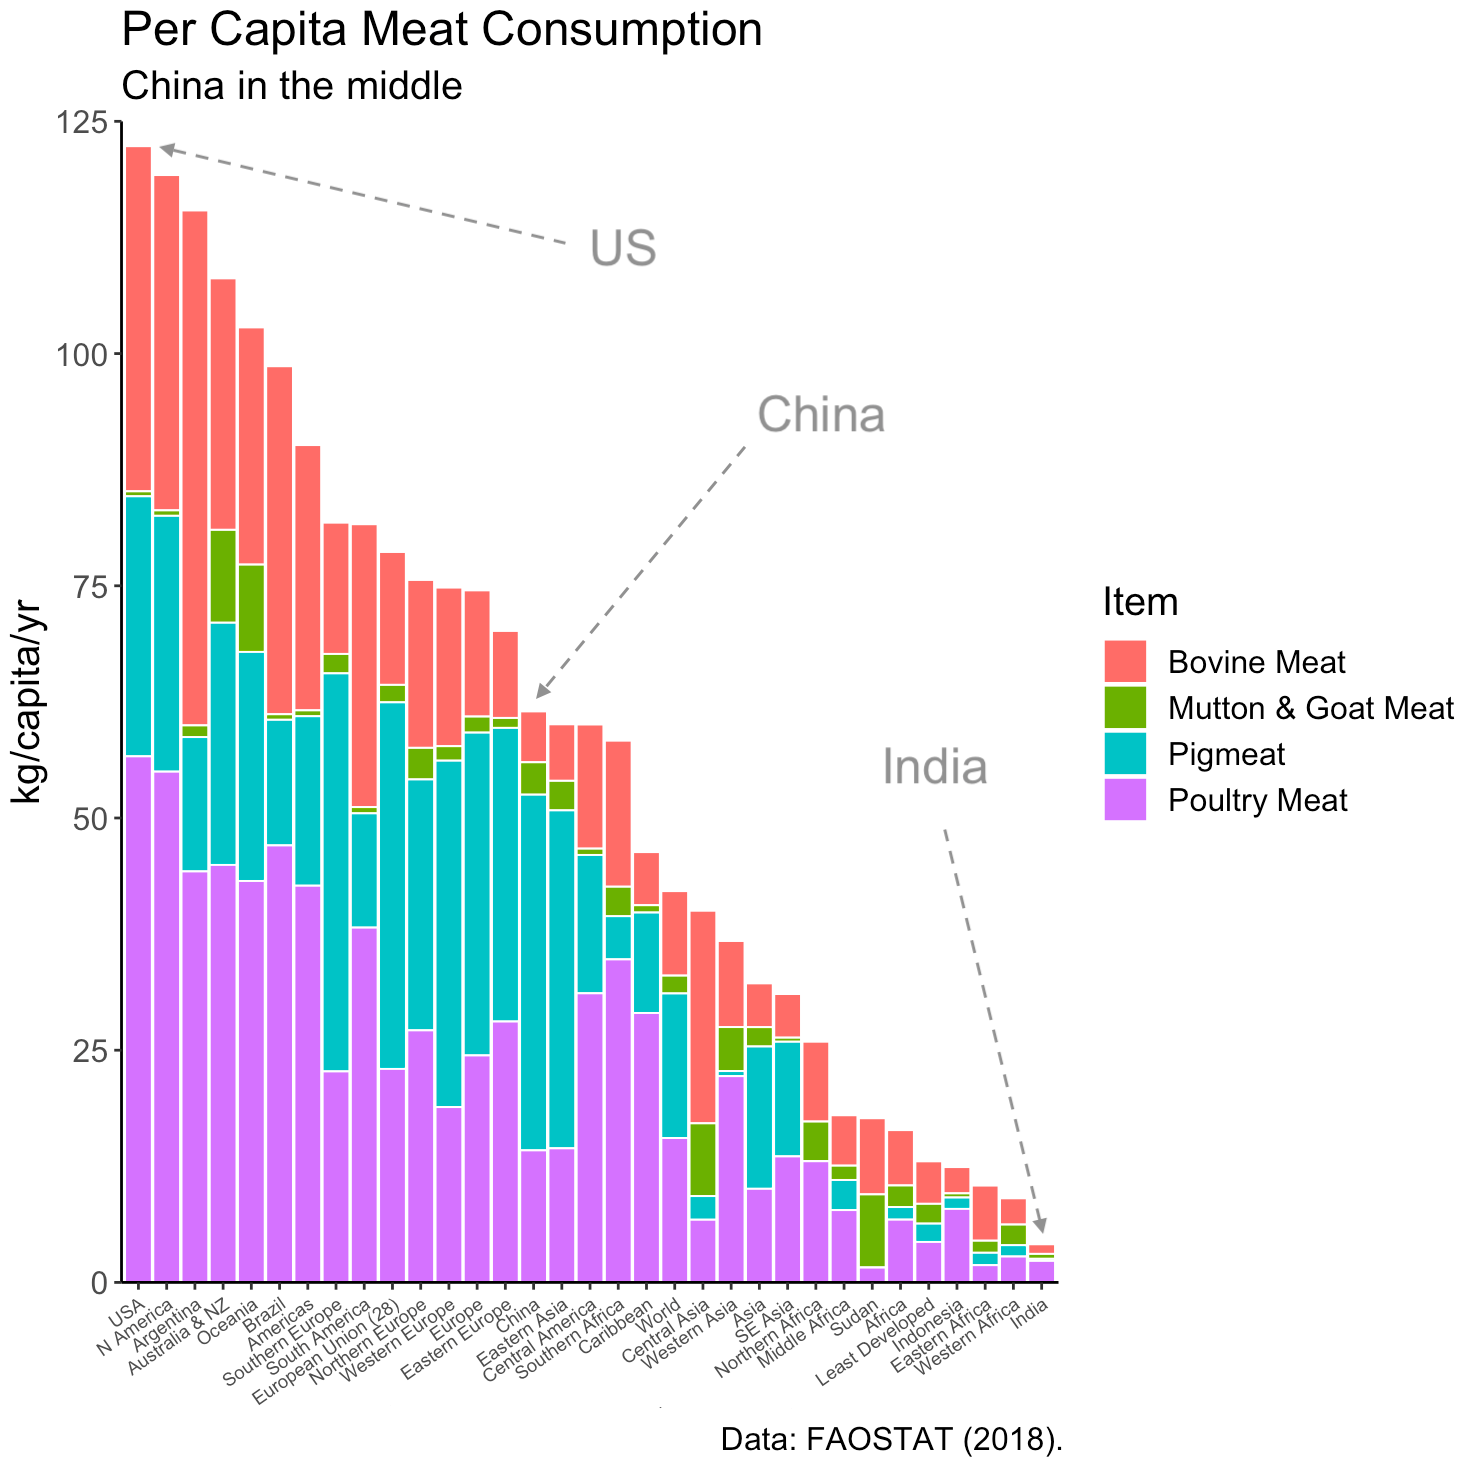 Per Capita Meat Consumption
China in the middle
125
100
75
50
25
0
kg/capita/yr
US
China
India
Item
Bovine Meat
Mutton & Goat Meat
Pigmeat
Poultry Meat
USA
N America
Argentina
Australia & NZ
Oceania
Brazil
Americas
Southern Europe
South America
European Union (28)
Northern Europe
Western Europe
Europe
Eastern Europe
China
Eastern Asia
Central America
Southern Africa
Caribbean
World
Central Asia
Western Asia
Asia
SE Asia
Northern Africa
Middle Africa
Sudan
Africa
Least Developed
Indonesia
Eastern Africa
Western Africa
India
Data: FAOSTAT (2018).